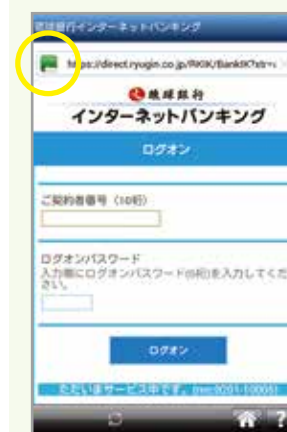 琉球銀行インターネットバンキング
https://direct.ryugin.co.jp/RKIK/BankIK?xtr=
琉球銀行
インターネットバンキング
ログオン
ご契約者番号（10桁）
ログオンパスワード
入力欄にログオンパスワード(6桁)を入力してくだ
さい。
ログオン
ただいまサービス中です。
?